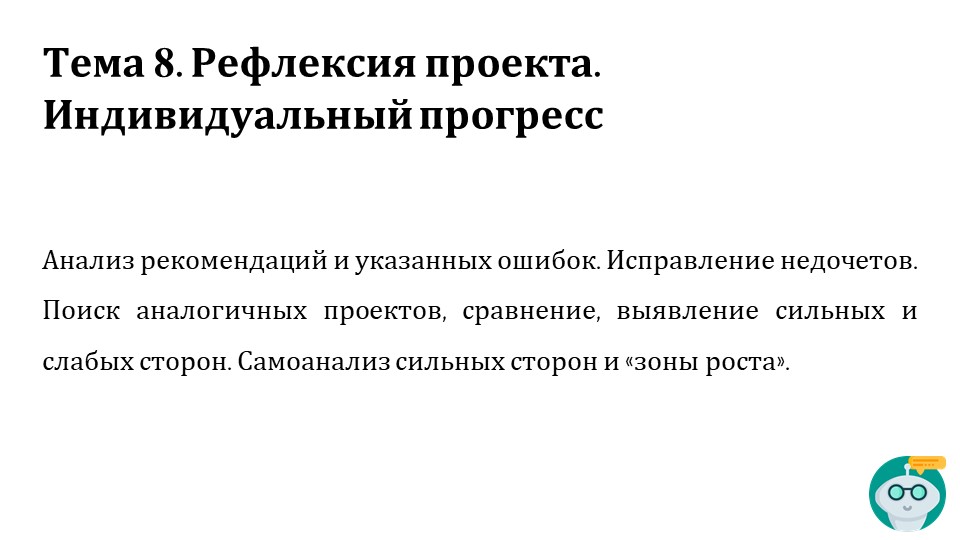 Тема 8. Рефлексия проекта.
Индивидуальный прогресс
Анализ рекомендаций и указанных ошибок. Исправление недочетов.
Поиск аналогичных проектов, сравнение, выявление сильных и
слабых сторон. Самоанализ сильных сторон и «зоны роста».